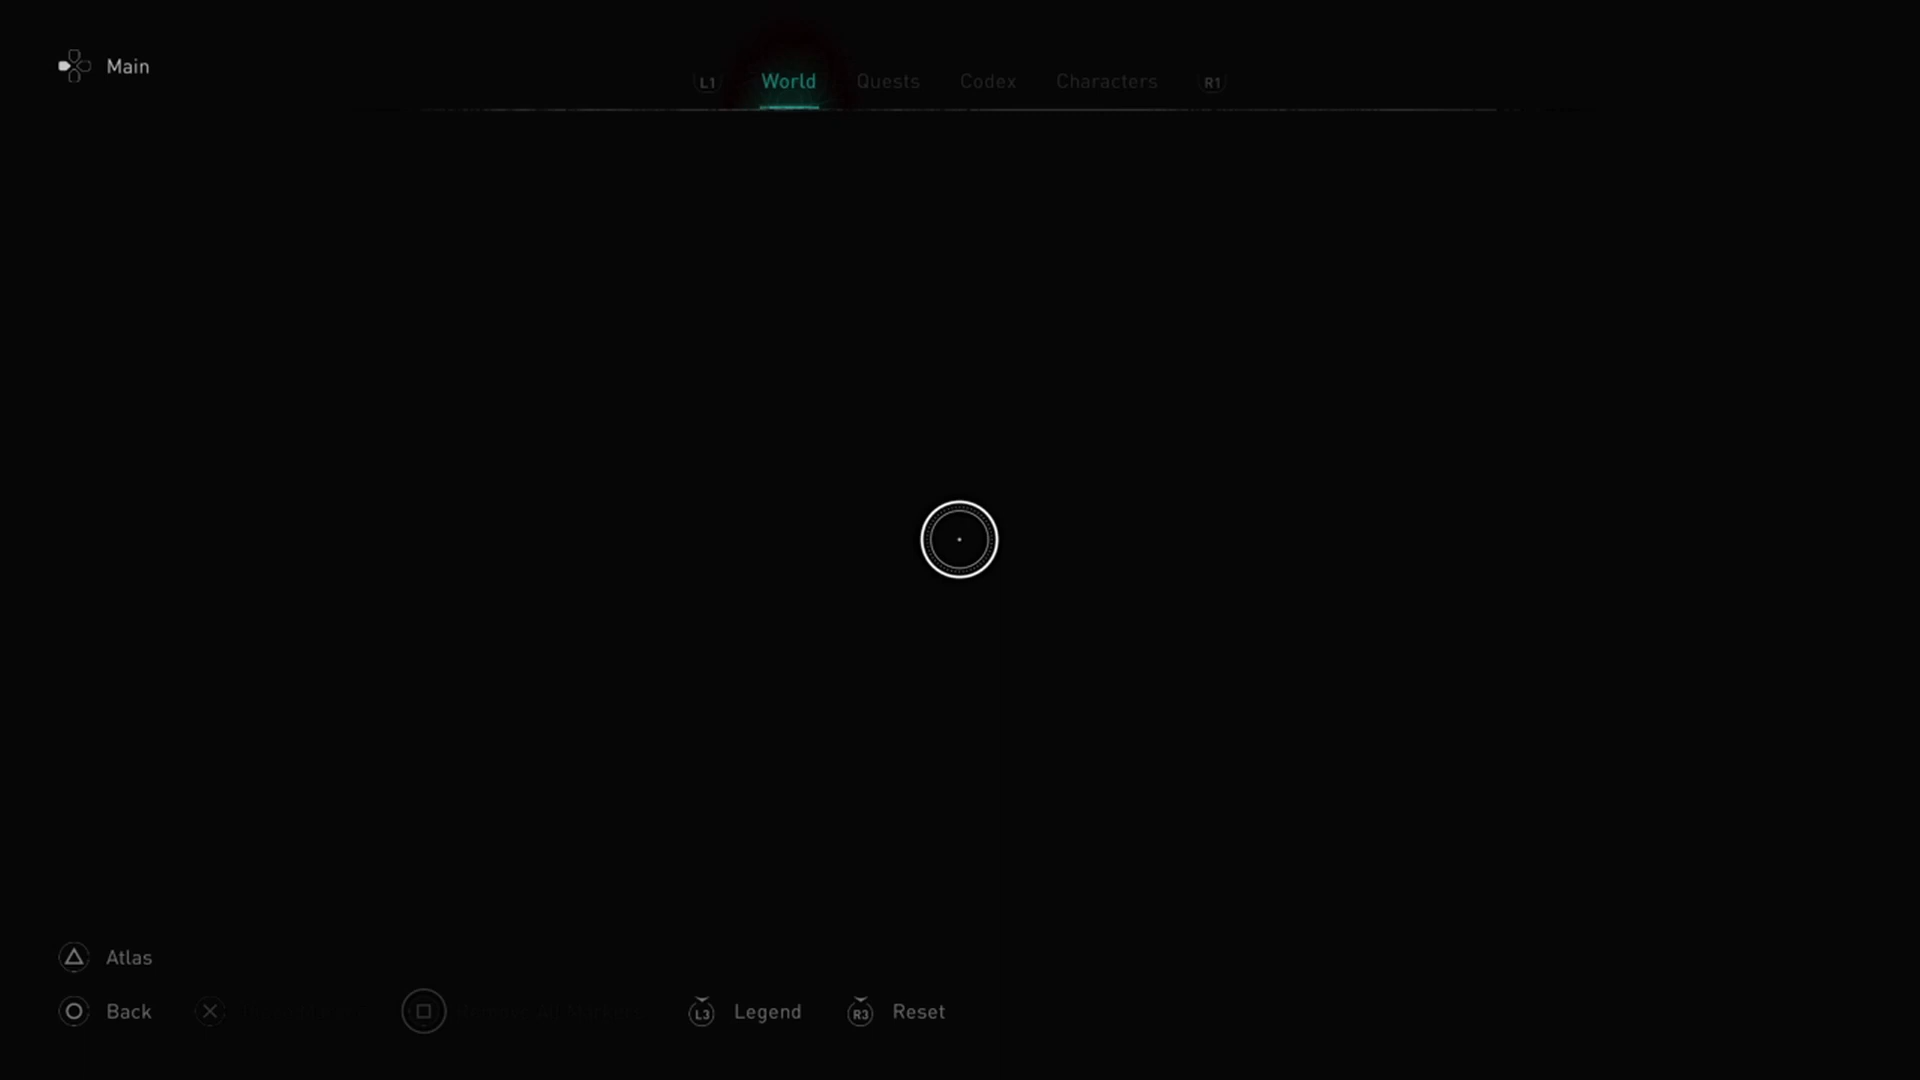 Main
L1 World Quests Codex Characters R1
Atlas
Back L3 Legend R3 Reset